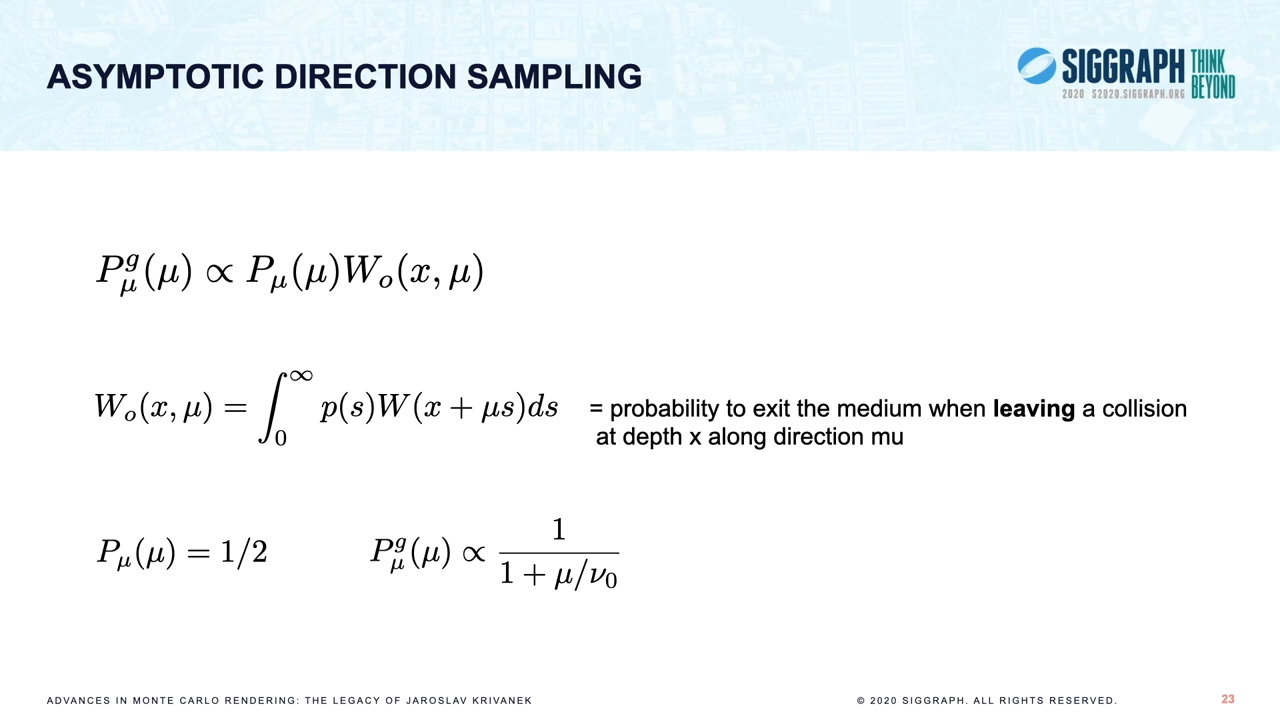 ASYMPTOTIC DIRECTION SAMPLING
SIGGRAPH THINK BEYOND
2020 S2020.SIGGRAPH.ORG
P_μ^g(μ) ∝ P_μ(μ)W_o(x, μ)
W_o(x, μ) = ∫_0^∞ p(s)W(x + μs)ds = probability to exit the medium when leaving a collision
at depth x along direction mu
P_μ(μ) = 1/2 P_μ^g(μ) ∝ 1/(1 + μ/ν_0)
ADVANCES IN MONTE CARLO RENDERING: THE LEGACY OF JAROSLAV KRIVANEK © 2020 SIGGRAPH. ALL RIGHTS RESERVED. 23